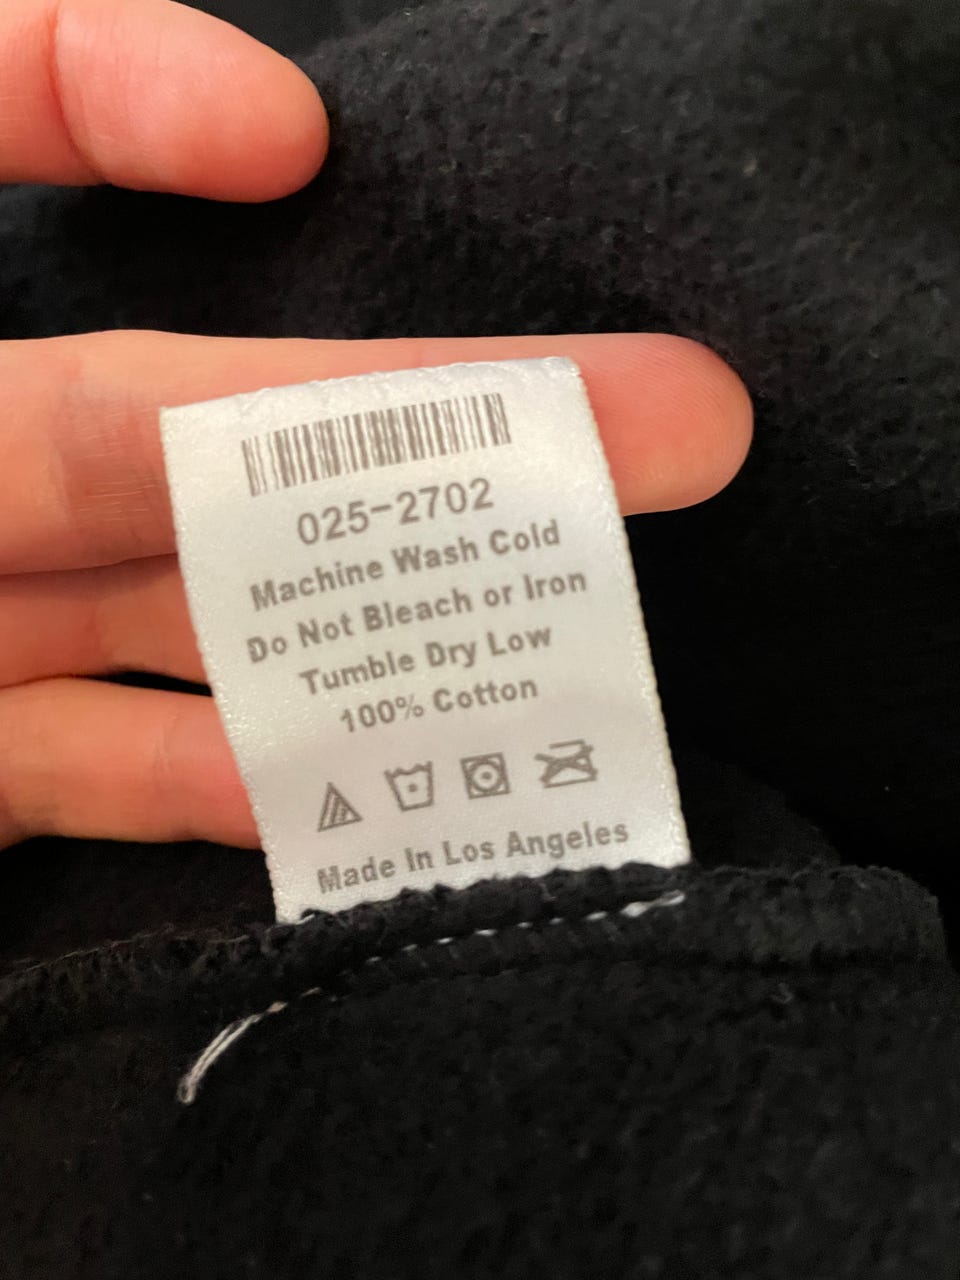 025-2702
Machine Wash Cold
Do Not Bleach or Iron
Tumble Dry Low
100% Cotton
Made In Los Angeles